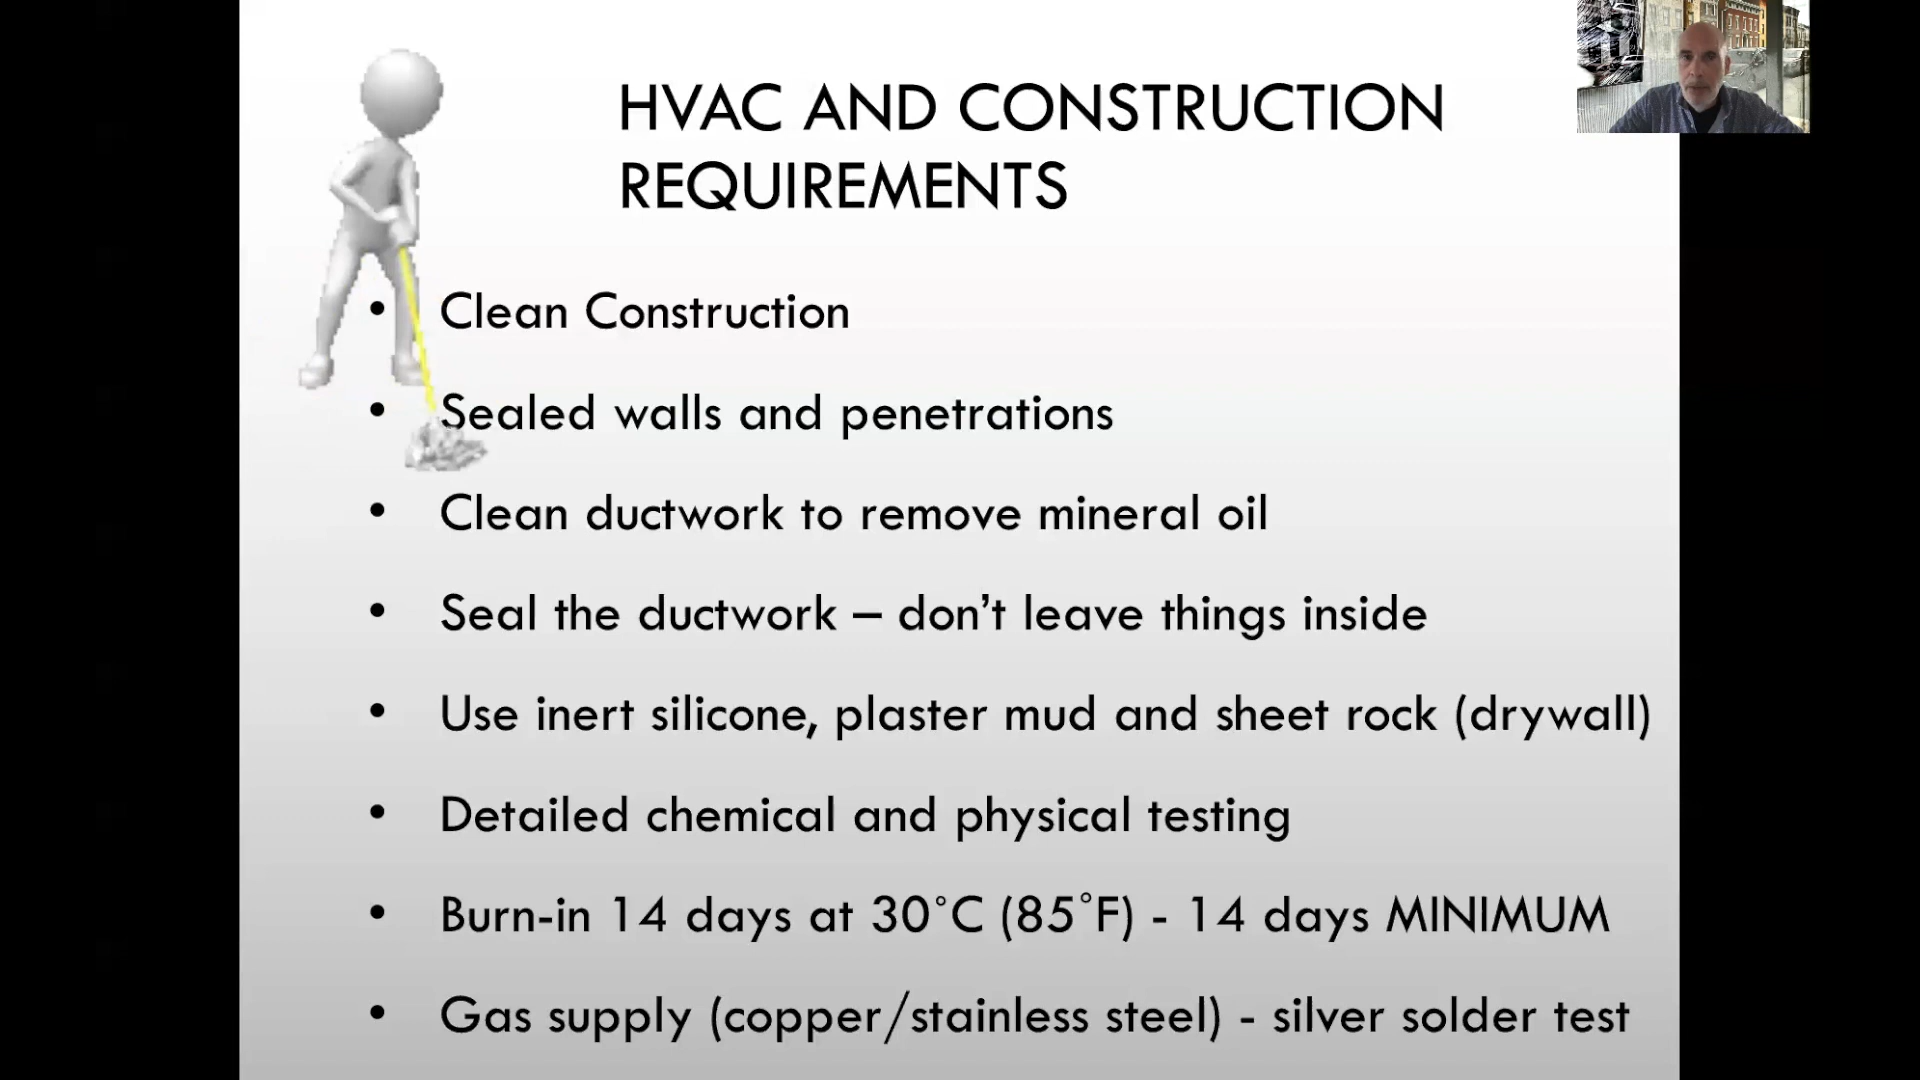 HVAC AND CONSTRUCTION
REQUIREMENTS
• Clean Construction
• Sealed walls and penetrations
• Clean ductwork to remove mineral oil
• Seal the ductwork – don’t leave things inside
• Use inert silicone, plaster mud and sheet rock (drywall)
• Detailed chemical and physical testing
• Burn-in 14 days at 30°C (85°F) - 14 days MINIMUM
• Gas supply (copper/stainless steel) - silver solder test